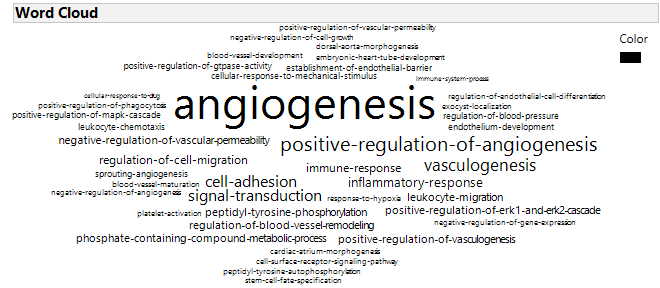 Word Cloud
Color
positive-regulation-of-vascular-permeability
negative-regulation-of-cell-growth
dorsal-aorta-morphogenesis
blood-vessel-development
embryonic-heart-tube-development
positive-regulation-of-gtpase-activity
establishment-of-endothelial-barrier
cellular-response-to-mechanical-stimulus
immune-system-process
cellular-response-to-drug
regulation-of-endothelial-cell-differentiation
positive-regulation-of-phagocytosis
angiogenesis
exocyst-localization
positive-regulation-of-mapk-cascade
regulation-of-blood-pressure
leukocyte-chemotaxis
endothelium-development
negative-regulation-of-vascular-permeability
positive-regulation-of-angiogenesis
regulation-of-cell-migration
immune-response
vasculogenesis
sprouting-angiogenesis
blood-vessel-maturation
cell-adhesion
inflammatory-response
negative-regulation-of-angiogenesis
signal-transduction
response-to-hypoxia
leukocyte-migration
platelet-activation
peptidyl-tyrosine-phosphorylation
positive-regulation-of-erk1-and-erk2-cascade
regulation-of-blood-vessel-remodeling
negative-regulation-of-gene-expression
phosphate-containing-compound-metabolic-process
positive-regulation-of-vasculogenesis
cardiac-atrium-morphogenesis
cell-surface-receptor-signaling-pathway
peptidyl-tyrosine-autophosphorylation
stem-cell-fate-specification